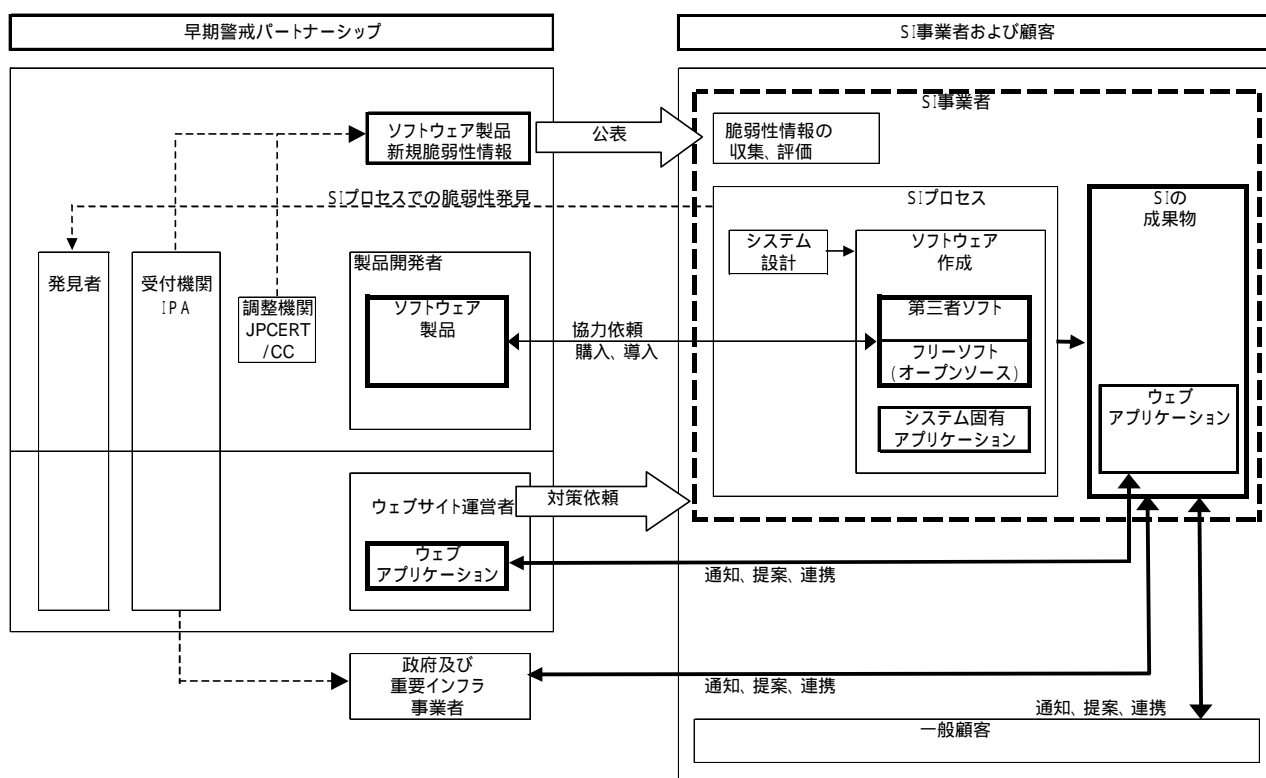 早期警戒パートナーシップ
SI事業者および顧客
SI事業者
ソフトウェア製品
新規脆弱性情報
公表
脆弱性情報の
収集、評価
SIプロセスでの脆弱性発見
SIプロセス
SIの
成果物
発見者
受付機関
IPA
調整機関
JPCERT
/CC
製品開発者
ソフトウェア
製品
協力依頼
購入、導入
システム
設計
ソフトウェア
作成
第三者ソフト
フリーソフト
(オープンソース)
システム固有
アプリケーション
ウェブ
アプリケーション
ウェブサイト運営者
対策依頼
ウェブ
アプリケーション
通知、提案、連携
政府及び
重要インフラ
事業者
通知、提案、連携
通知、提案、連携
一般顧客